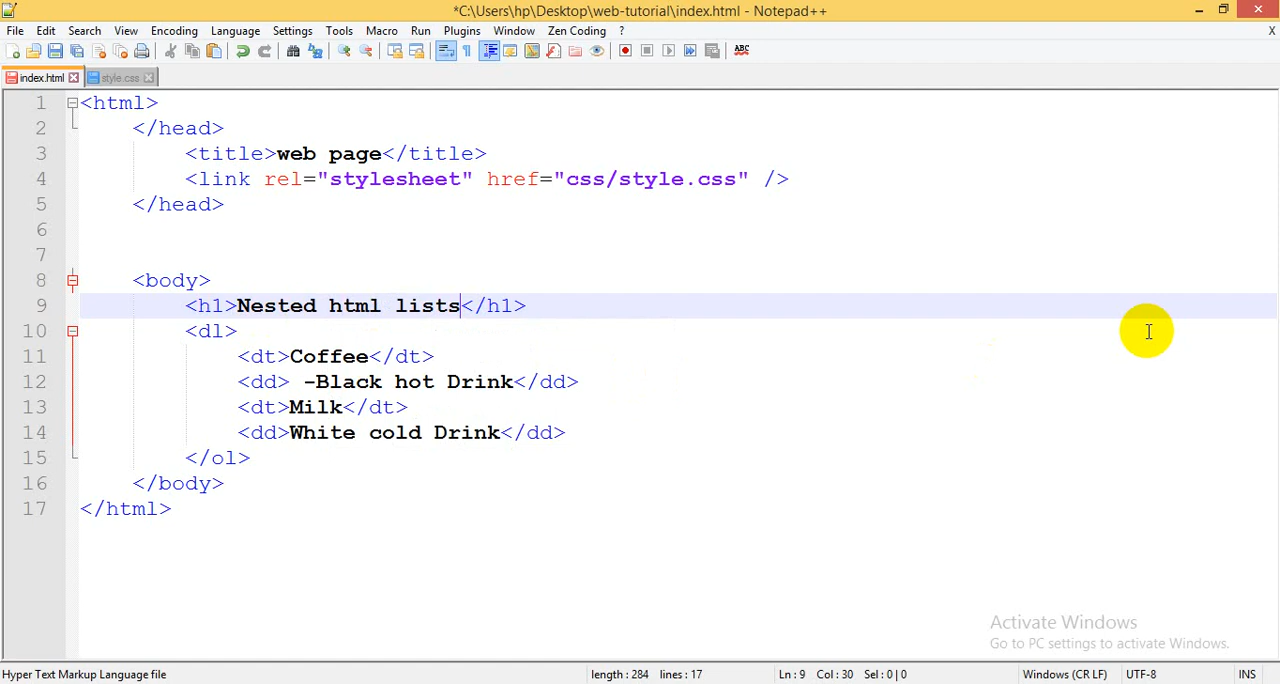 *C:\Users\hp\Desktop\web-tutorial\index.html - Notepad++
File Edit Search View Encoding Language Settings Tools Macro Run Plugins Window Zen Coding ? X
ABC
index.html style.css
1 <html>
2 </head>
3 <title>web page</title>
4 <link rel="stylesheet" href="css/style.css" />
5 </head>
6
7
8 <body>
9 <h1>Nested html lists</h1>
10 <dl>
11 <dt>Coffee</dt>
12 <dd> -Black hot Drink</dd>
13 <dt>Milk</dt>
14 <dd>White cold Drink</dd>
15 </ol>
16 </body>
17 </html>
Activate Windows
Go to PC settings to activate Windows.
Hyper Text Markup Language file length : 284 lines : 17 Ln : 9 Col : 30 Sel : 0 | 0 Windows (CR LF) UTF-8 INS